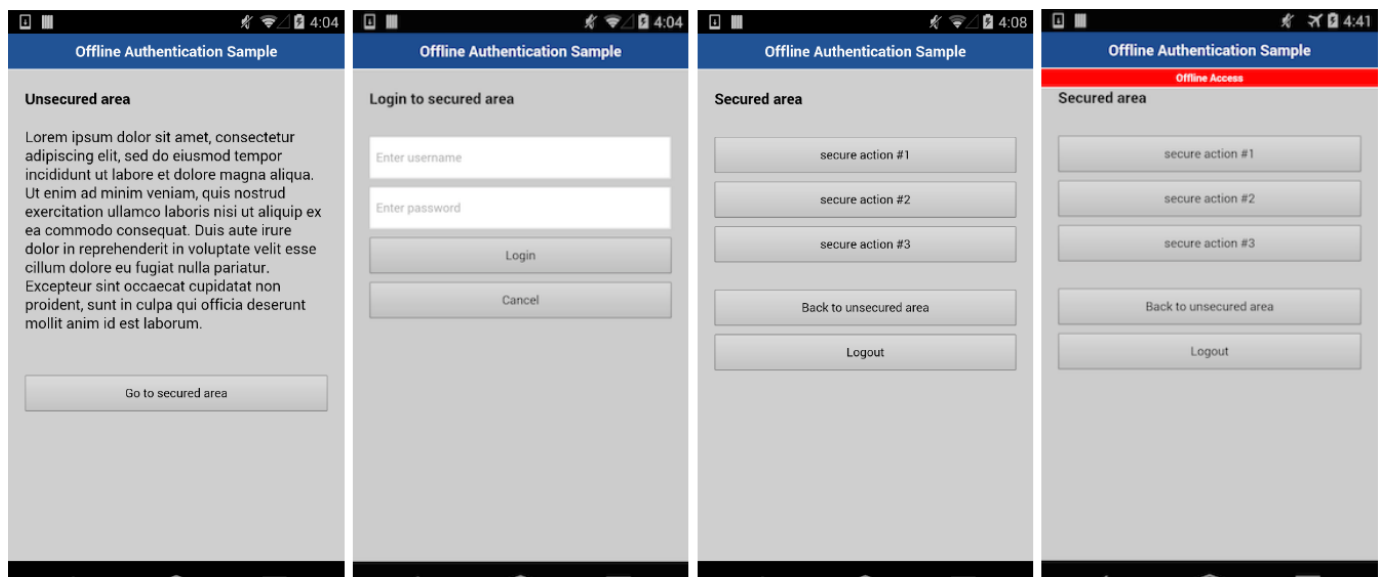 4:04
Offline Authentication Sample
Unsecured area
Lorem ipsum dolor sit amet, consectetur
adipiscing elit, sed do eiusmod tempor
incididunt ut labore et dolore magna aliqua.
Ut enim ad minim veniam, quis nostrud
exercitation ullamco laboris nisi ut aliquip ex
ea commodo consequat. Duis aute irure
dolor in reprehenderit in voluptate velit esse
cillum dolore eu fugiat nulla pariatur.
Excepteur sint occaecat cupidatat non
proident, sunt in culpa qui officia deserunt
mollit anim id est laborum.
Go to secured area
4:04
Offline Authentication Sample
Login to secured area
Enter username
Enter password
Login
Cancel
4:08
Offline Authentication Sample
Secured area
secure action #1
secure action #2
secure action #3
Back to unsecured area
Logout
4:41
Offline Authentication Sample
Offline Access
Secured area
secure action #1
secure action #2
secure action #3
Back to unsecured area
Logout